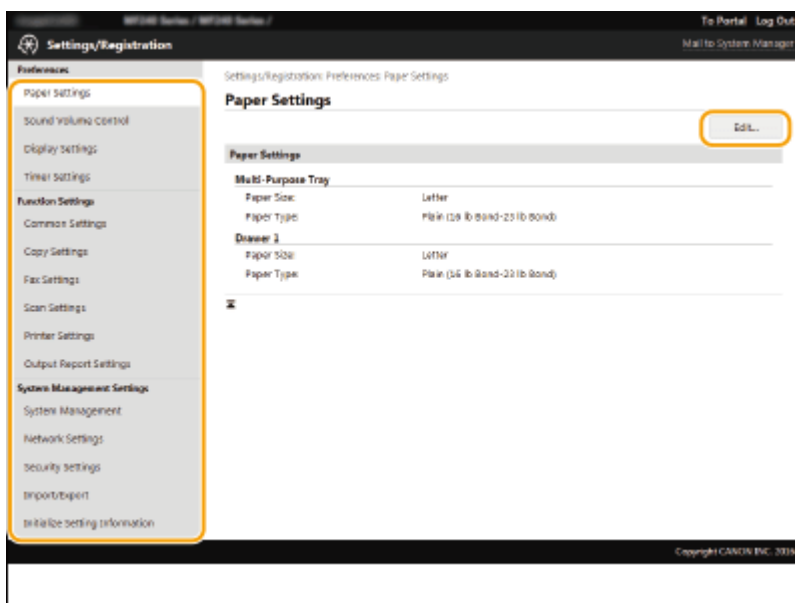 MF240 Series / MF240 Series /
To Portal Log Out
Settings/Registration
Mail to System Manager
Preferences
Paper Settings
Sound Volume Control
Display Settings
Timer Settings
Function Settings
Common Settings
Copy Settings
Fax Settings
Scan Settings
Printer Settings
Output Report Settings
System Management Settings
System Management
Network Settings
Security Settings
Import/Export
Initialize Setting Information
Settings/Registration: Preferences: Paper Settings
Paper Settings
Edit...
Paper Settings
Multi-Purpose Tray
Paper Size: Letter
Paper Type: Plain (16 lb Bond-23 lb Bond)
Drawer 1
Paper Size: Letter
Paper Type: Plain (16 lb Bond-23 lb Bond)
Copyright CANON INC.